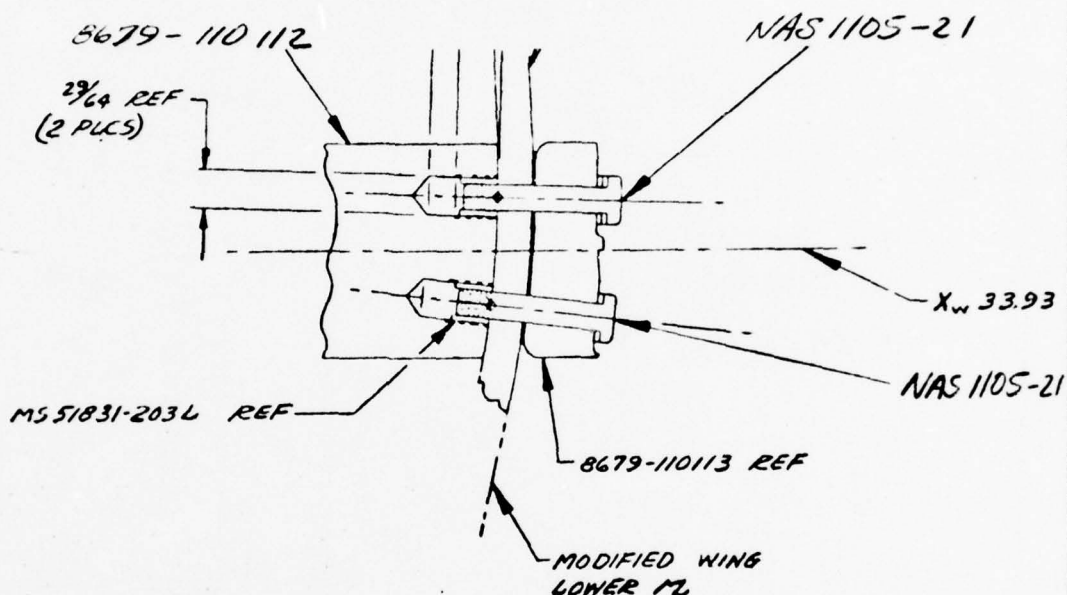 8679-110112
NAS 1105-21
29/64 REF
(2 PLCS)
Xw 33.93
NAS 1105-21
MS 51831-203L REF
8679-110113 REF
MODIFIED WING
LOWER